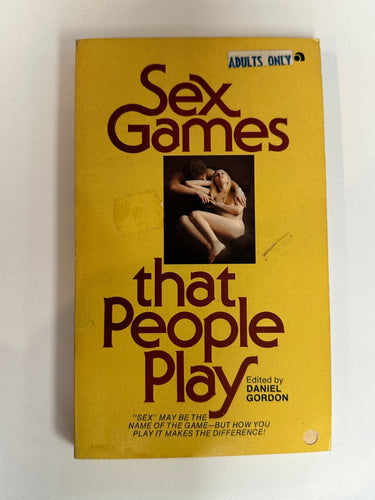 ADULTS ONLY
Sex
Games
that
People
Play
Edited by
DANIEL
GORDON
"SEX" MAY BE THE
NAME OF THE GAME—BUT HOW YOU
PLAY IT MAKES THE DIFFERENCE!